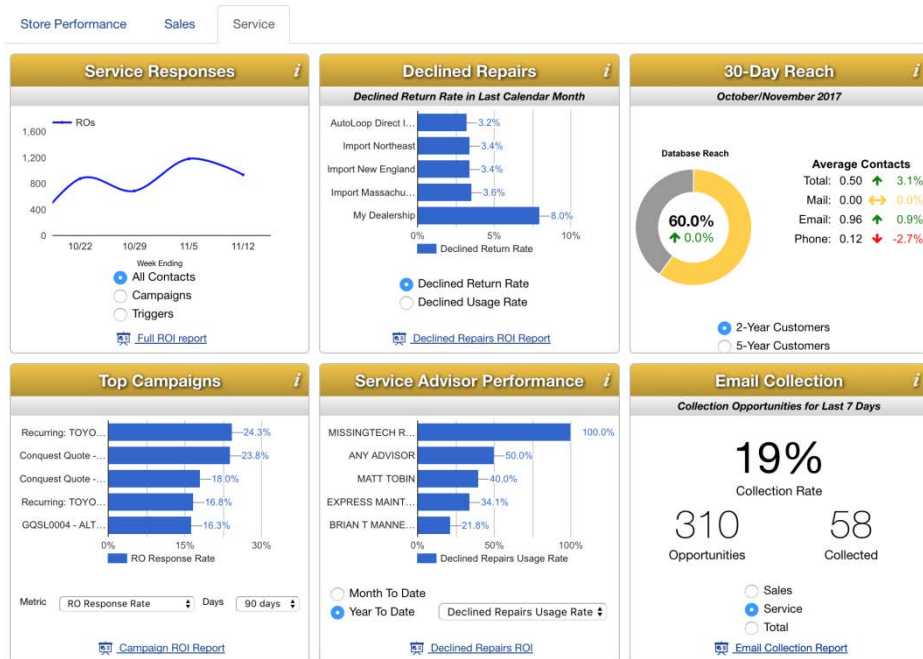 Store Performance Sales Service
Service Responses i
ROs
1,600
1,200
800
400
0
10/22 10/29 11/5 11/12
Week Ending
All Contacts
Campaigns
Triggers
Full ROI report
Declined Repairs i
Declined Return Rate in Last Calendar Month
AutoLoop Direct I... 3.2%
Import Northeast 3.4%
Import New England 3.4%
Import Massachu... 3.6%
My Dealership 8.0%
0% 5% 10%
Declined Return Rate
Declined Return Rate
Declined Usage Rate
Declined Repairs ROI Report
30-Day Reach i
October/November 2017
Database Reach
60.0%
0.0%
Average Contacts
Total: 0.50 3.1%
Mail: 0.00 0.0%
Email: 0.96 0.9%
Phone: 0.12 -2.7%
2-Year Customers
5-Year Customers
Top Campaigns i
Recurring: TOYO... 24.3%
Conquest Quote -... 23.8%
Conquest Quote -... 18.0%
Recurring: TOYO... 16.8%
GQSL0004 - ALT... 16.3%
0% 15% 30%
RO Response Rate
Metric RO Response Rate Days 90 days
Campaign ROI Report
Service Advisor Performance i
MISSINGTECH R... 100.0%
ANY ADVISOR 50.0%
MATT TOBIN 40.0%
EXPRESS MAINT... 34.1%
BRIAN T MANNE... 21.8%
0% 50% 100%
Declined Repairs Usage Rate
Month To Date
Year To Date Declined Repairs Usage Rate
Declined Repairs ROI
Email Collection i
Collection Opportunities for Last 7 Days
19%
Collection Rate
310 58
Opportunities Collected
Sales
Service
Total
Email Collection Report